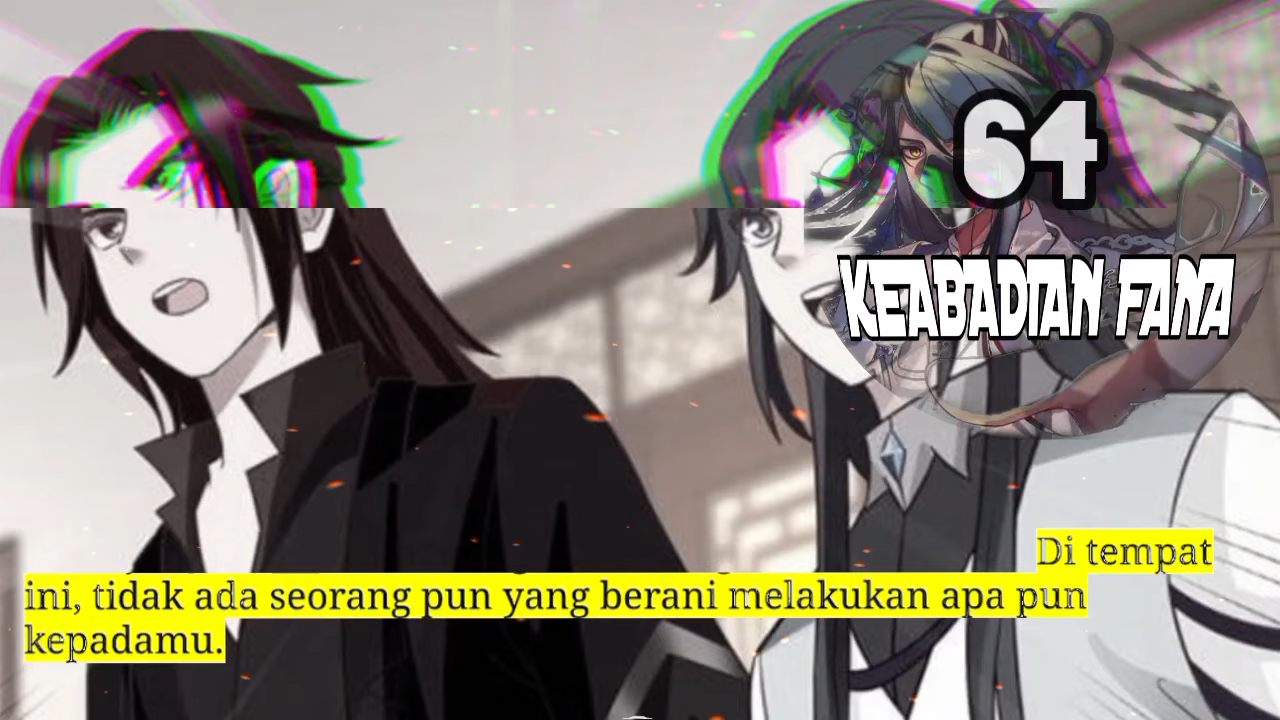 64
KEABADIAN FANA
Di tempat
ini, tidak ada seorang pun yang berani melakukan apa pun
kepadamu.